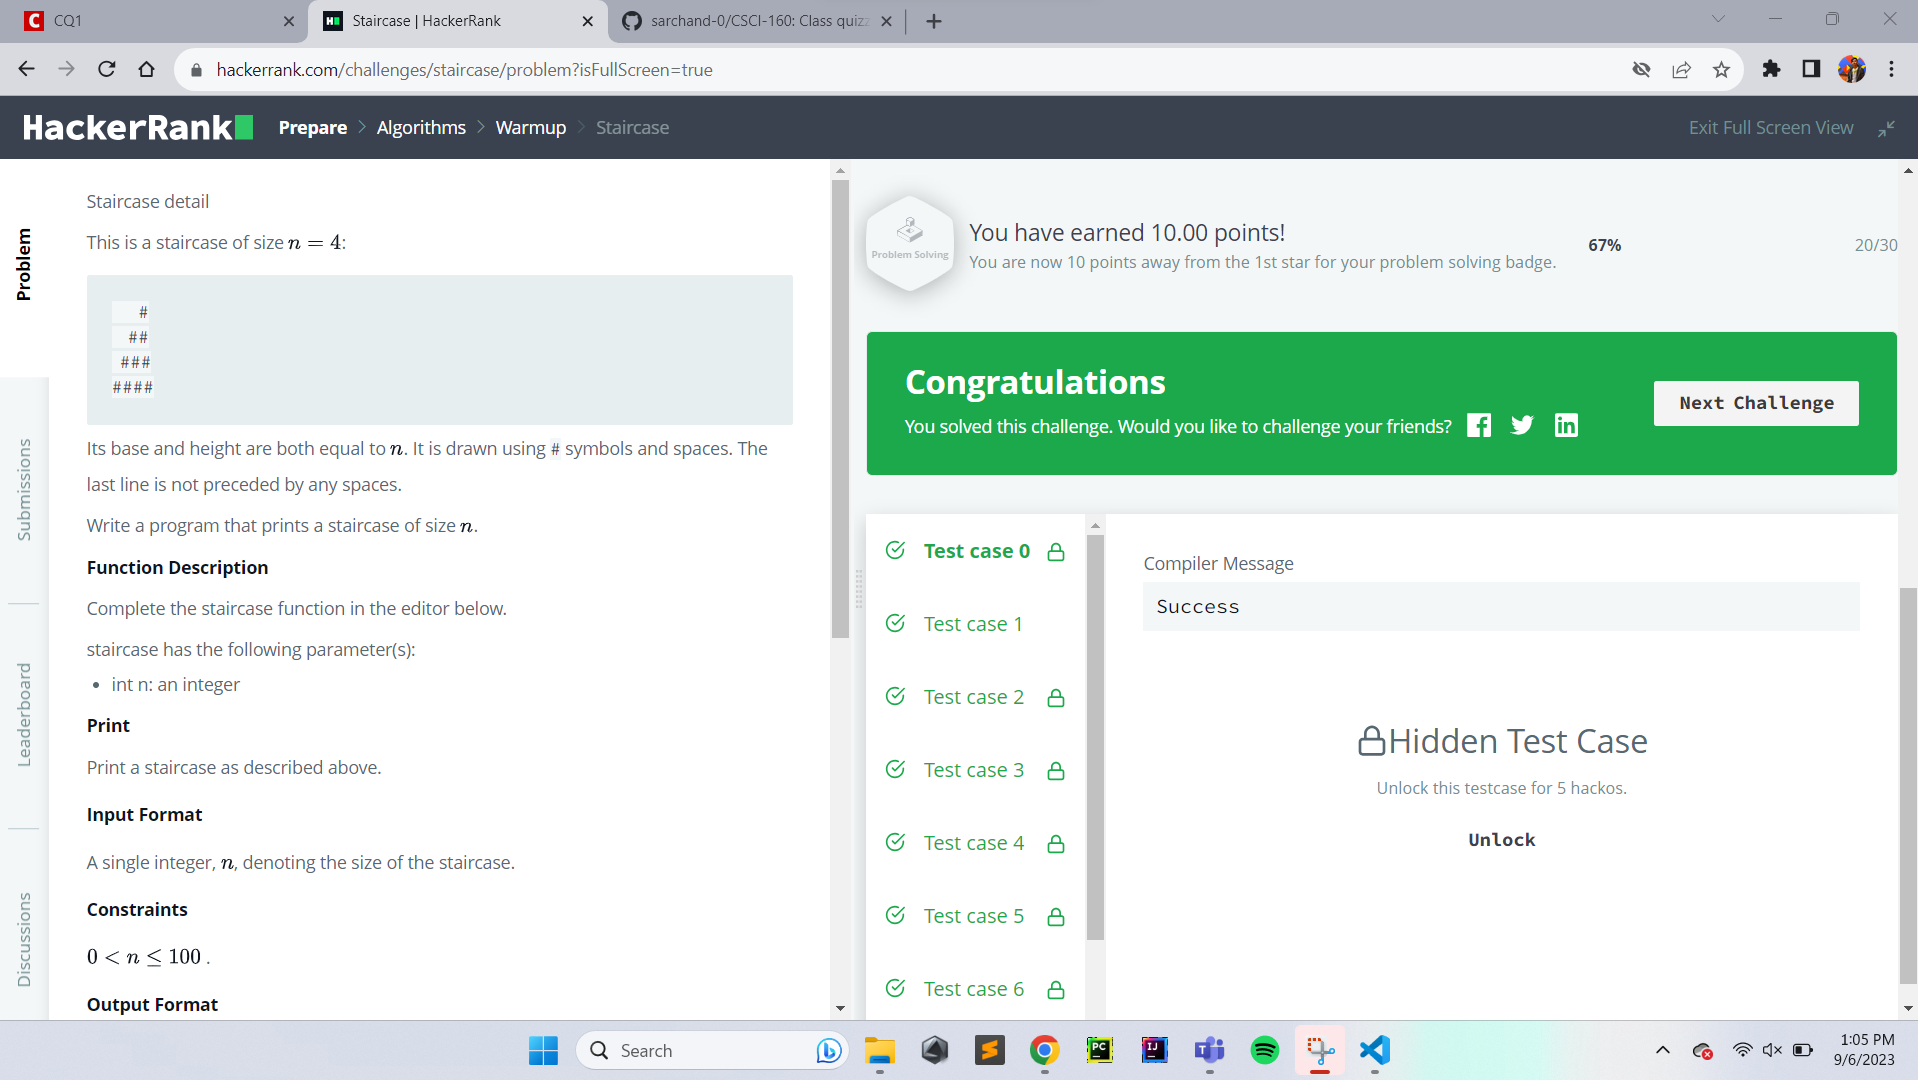 CQ1
Staircase | HackerRank
sarchand-0/CSCI-160: Class quizz
hackerrank.com/challenges/staircase/problem?isFullScreen=true
HackerRank
Prepare
Algorithms
Warmup
Staircase
Exit Full Screen View
Problem
Submissions
Leaderboard
Discussions
Staircase detail
This is a staircase of size n = 4:
#
##
###
####
Its base and height are both equal to n. It is drawn using # symbols and spaces. The
last line is not preceded by any spaces.
Write a program that prints a staircase of size n.
Function Description
Complete the staircase function in the editor below.
staircase has the following parameter(s):
• int n: an integer
Print
Print a staircase as described above.
Input Format
A single integer, n, denoting the size of the staircase.
Constraints
0 < n ≤ 100 .
Output Format
Problem Solving
You have earned 10.00 points!
You are now 10 points away from the 1st star for your problem solving badge.
67%
20/30
Congratulations
You solved this challenge. Would you like to challenge your friends?
Next Challenge
Test case 0
Test case 1
Test case 2
Test case 3
Test case 4
Test case 5
Test case 6
Compiler Message
Success
Hidden Test Case
Unlock this testcase for 5 hackos.
Unlock
Search
1:05 PM
9/6/2023